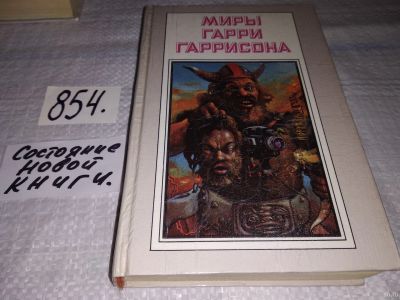 МИРЫ
ГАРРИ
ГАРРИСОНА
854.
Состояние
новой
книги.